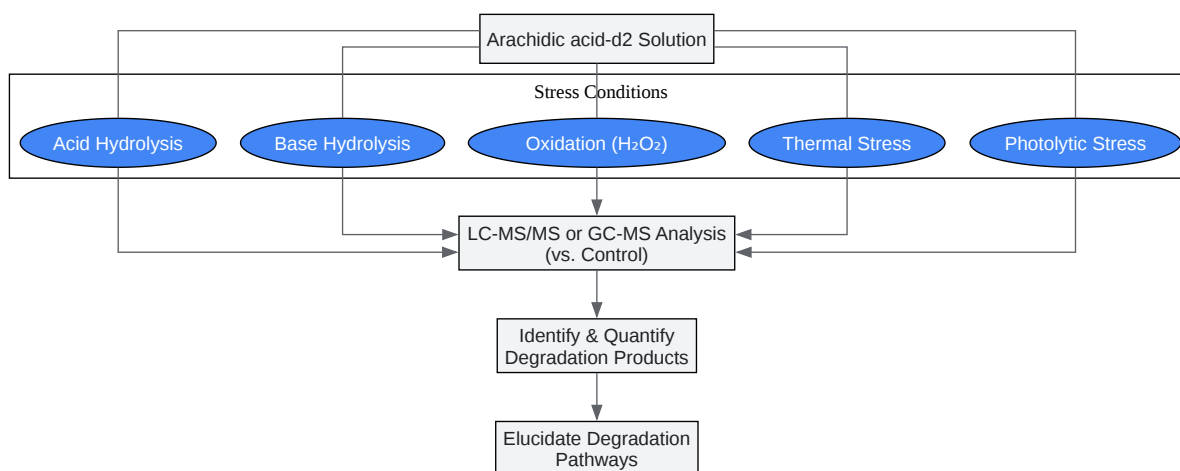 Arachidic acid-d2 Solution
Stress Conditions
Acid Hydrolysis
Base Hydrolysis
Oxidation (H₂O₂)
Thermal Stress
Photolytic Stress
LC-MS/MS or GC-MS Analysis
(vs. Control)
Identify & Quantify
Degradation Products
Elucidate Degradation
Pathways